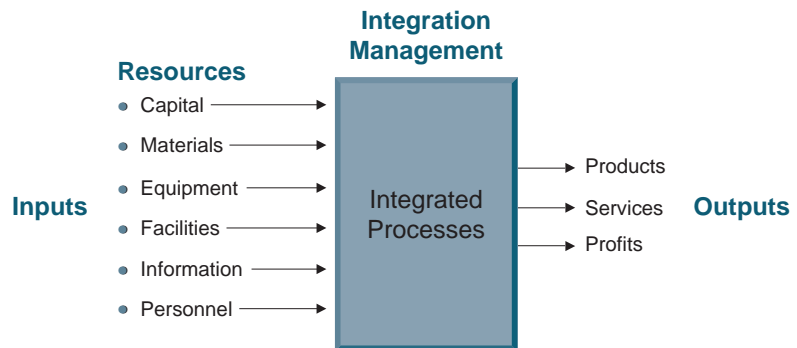 Integration
Management
Resources
Capital
Materials
Equipment
Facilities
Information
Personnel
Inputs
Integrated
Processes
Products
Services
Profits
Outputs